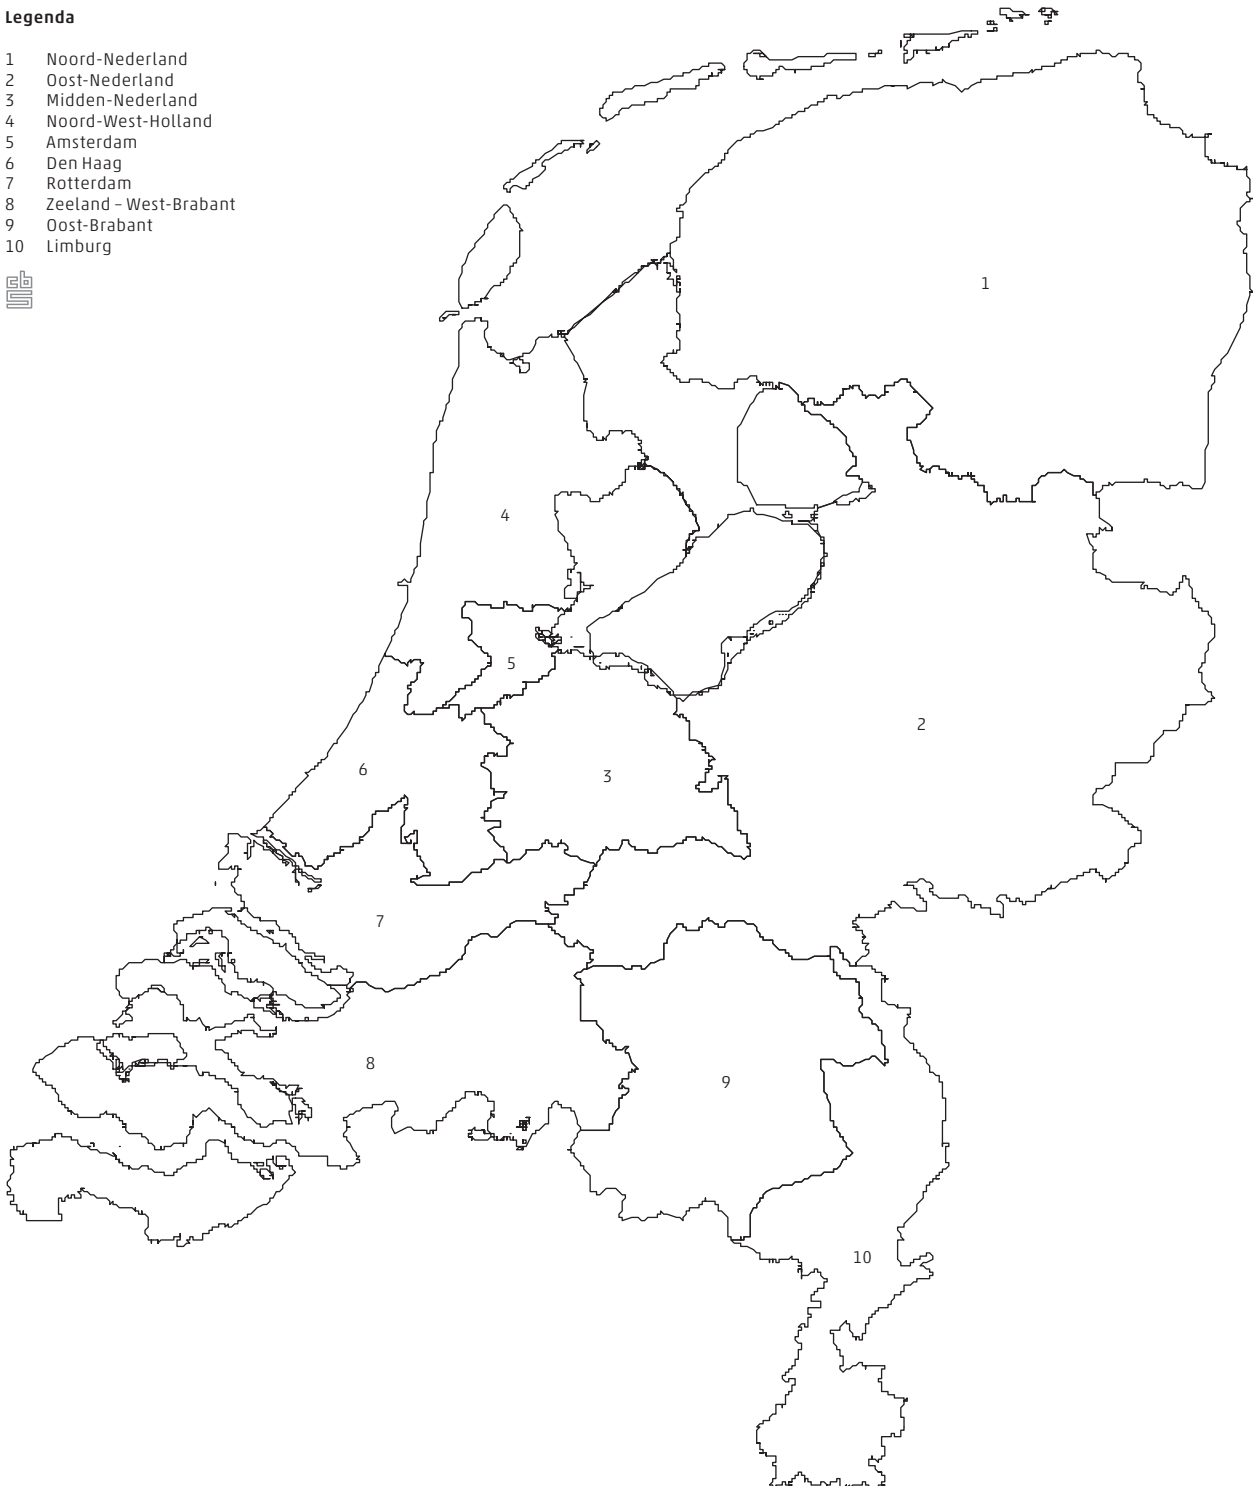 Legenda
1 Noord-Nederland
2 Oost-Nederland
3 Midden-Nederland
4 Noord-West-Holland
5 Amsterdam
6 Den Haag
7 Rotterdam
8 Zeeland – West-Brabant
9 Oost-Brabant
10 Limburg
cbs
1
4
5
2
6
3
7
8
9
10